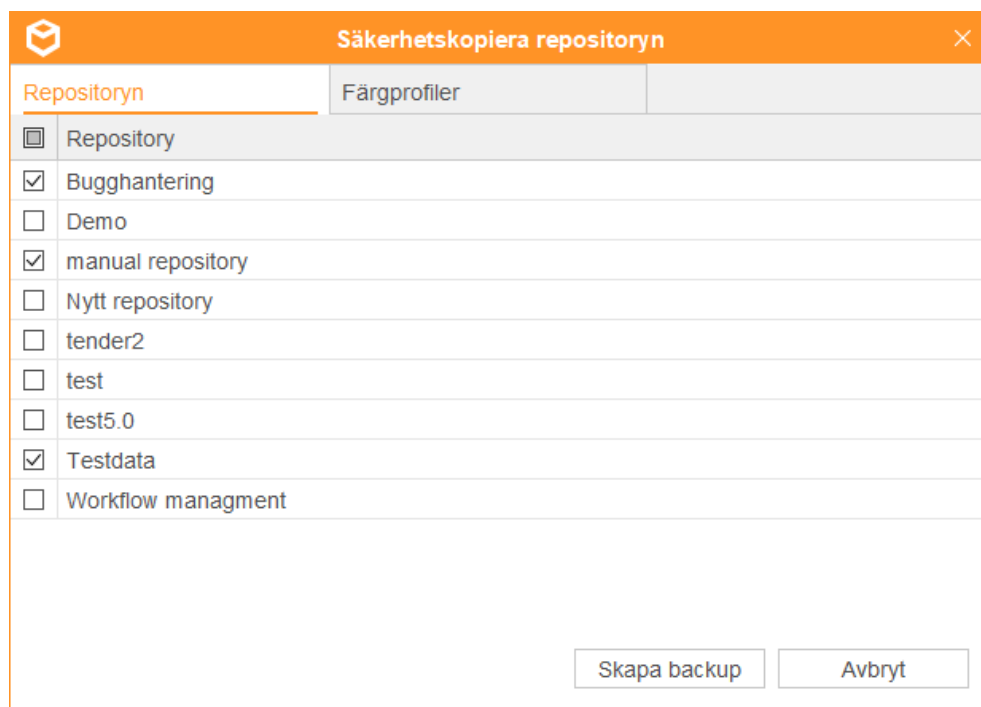 Säkerhetskopiera repositoryn
Repositoryn Färgprofiler
Repository
Bugghantering
Demo
manual repository
Nytt repository
tender2
test
test5.0
Testdata
Workflow managment
Skapa backup Avbryt